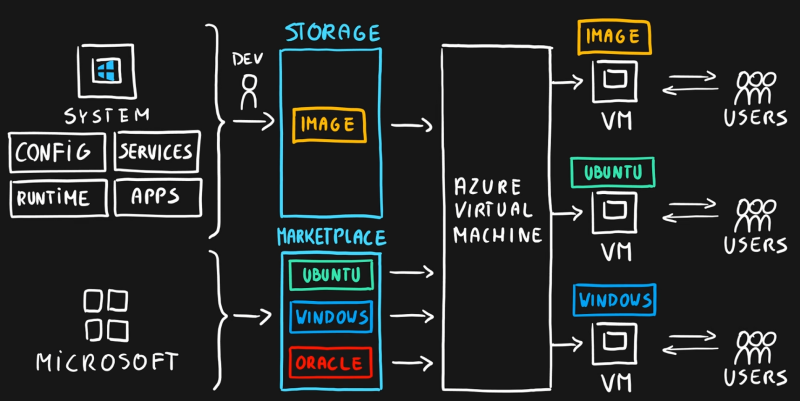 SYSTEM
CONFIG
SERVICES
RUNTIME
APPS
DEV
STORAGE
IMAGE
MICROSOFT
MARKETPLACE
UBUNTU
WINDOWS
ORACLE
AZURE
VIRTUAL
MACHINE
IMAGE
VM
USERS
UBUNTU
VM
USERS
WINDOWS
VM
USERS